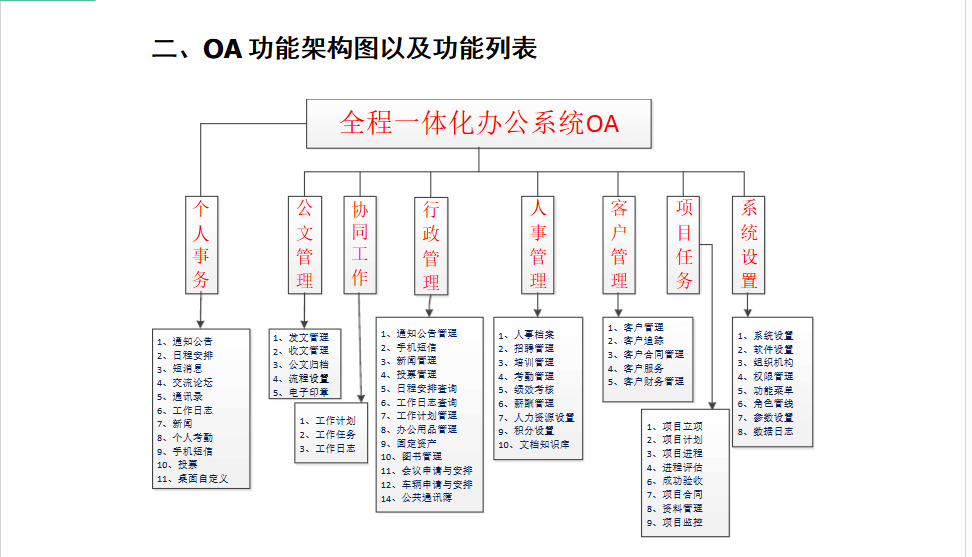 二、OA 功能架构图以及功能列表
全程一体化办公系统OA
个人事务
公文管理
协同工作
行政管理
人事管理
客户管理
项目任务
系统设置
1、通知公告
2、日程安排
3、短消息
4、交流论坛
5、通讯录
6、工作日志
7、新闻
8、个人考勤
9、手机短信
10、投票
11、桌面自定义
1、发文管理
2、收文管理
3、公文归档
4、流程设置
5、电子印章
1、工作计划
2、工作任务
3、工作日志
1、通知公告管理
2、手机短信
3、新闻管理
4、投票管理
5、日程安排查询
6、工作日志查询
7、工作计划管理
8、办公用品管理
9、固定资产
10、图书管理
11、会议申请与安排
12、车辆申请与安排
14、公共通讯簿
1、人事档案
2、招聘管理
3、培训管理
4、考勤管理
5、绩效考核
6、薪酬管理
7、人力资源设置
9、积分设置
10、文档知识库
1、客户管理
2、客户追踪
3、客户合同管理
4、客户服务
5、客户财务管理
1、项目立项
2、项目计划
3、项目进程
4、进程评估
6、成功验收
7、项目合同
8、资料管理
9、项目监控
1、系统设置
2、软件设置
3、组织机构
4、权限管理
5、功能菜单
6、角色管线
7、参数设置
8、数据日志